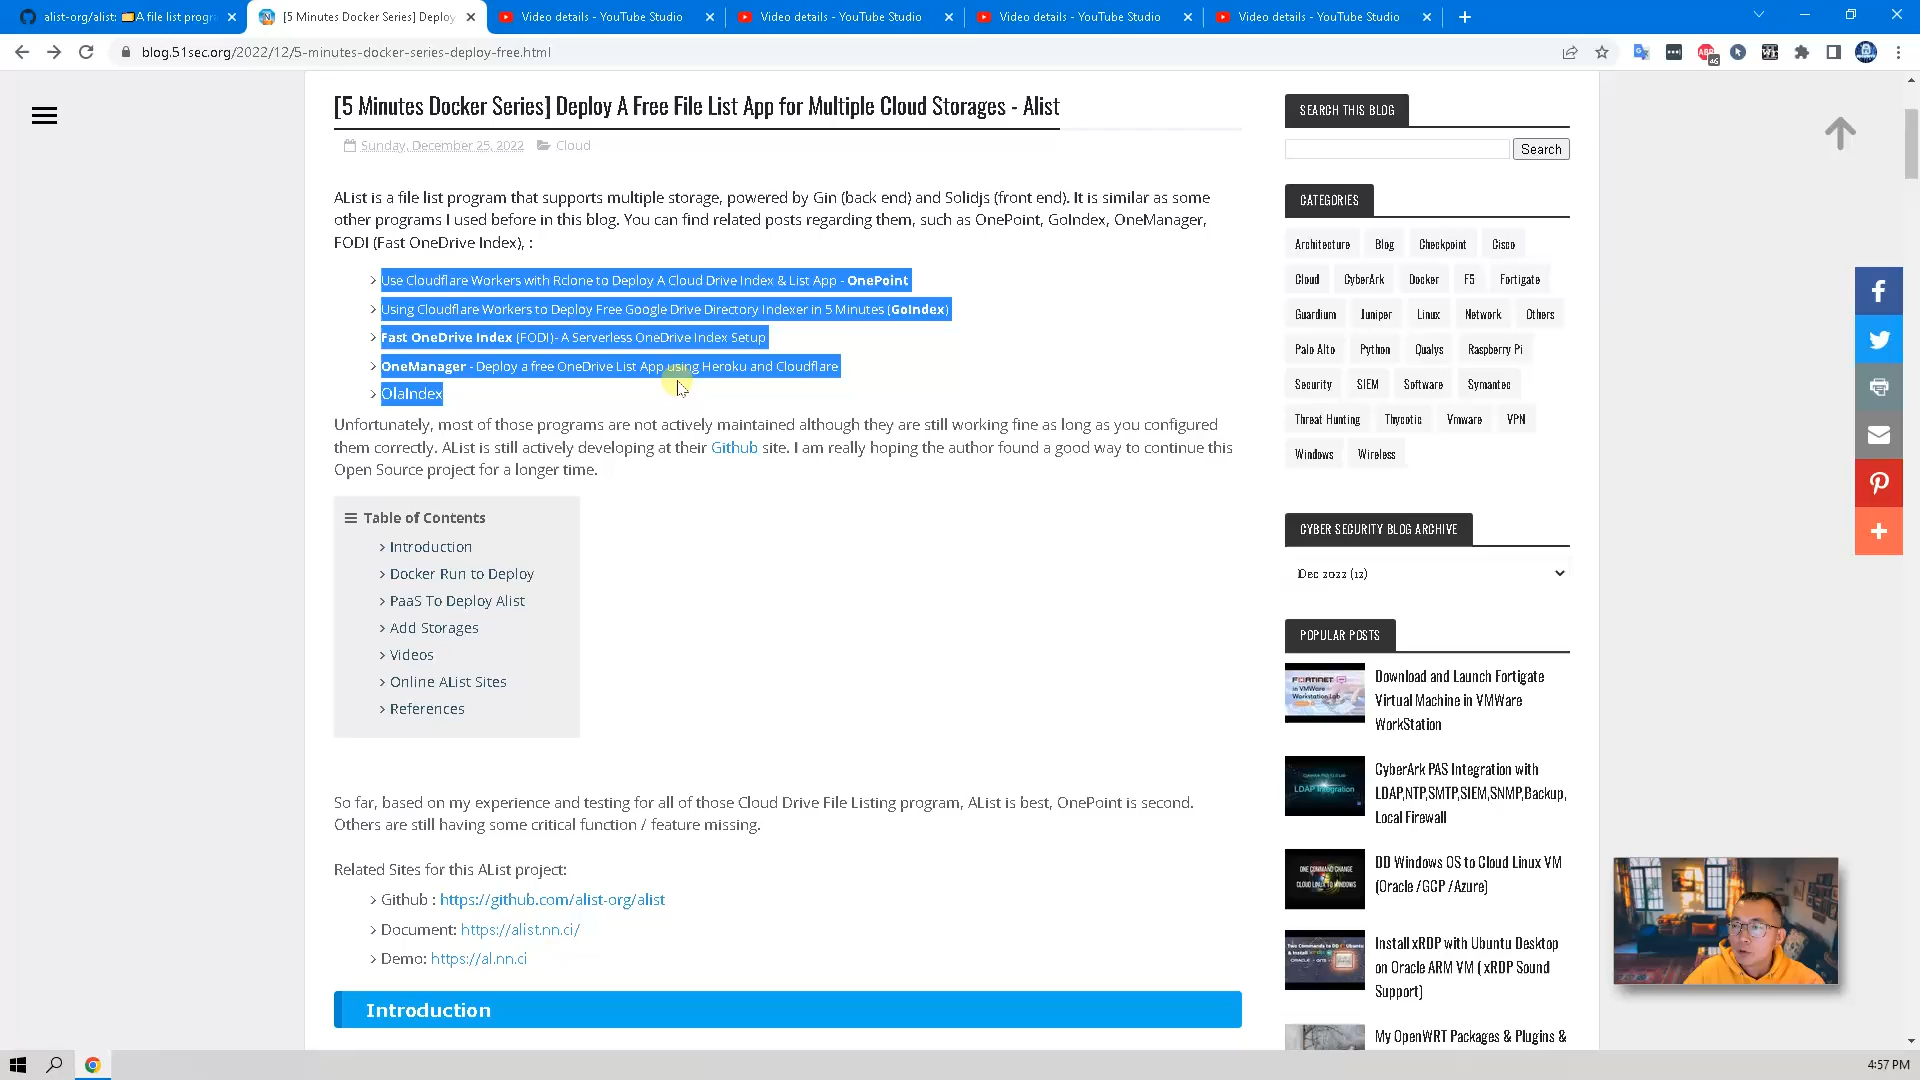 alist-org/alist: A file list progra
[5 Minutes Docker Series] Deploy
Video details - YouTube Studio
Video details - YouTube Studio
Video details - YouTube Studio
Video details - YouTube Studio
blog.51sec.org/2022/12/5-minutes-docker-series-deploy-free.html
46
[5 Minutes Docker Series] Deploy A Free File List App for Multiple Cloud Storages - Alist
Sunday, December 25, 2022 Cloud
AList is a file list program that supports multiple storage, powered by Gin (back end) and Solidjs (front end). It is similar as some
other programs I used before in this blog. You can find related posts regarding them, such as OnePoint, GoIndex, OneManager,
FODI (Fast OneDrive Index), :
> Use Cloudflare Workers with Rclone to Deploy A Cloud Drive Index & List App - OnePoint
> Using Cloudflare Workers to Deploy Free Google Drive Directory Indexer in 5 Minutes (GoIndex)
> Fast OneDrive Index (FODI)- A Serverless OneDrive Index Setup
> OneManager - Deploy a free OneDrive List App using Heroku and Cloudflare
> OlaIndex
Unfortunately, most of those programs are not actively maintained although they are still working fine as long as you configured
them correctly. AList is still actively developing at their Github site. I am really hoping the author found a good way to continue this
Open Source project for a longer time.
Table of Contents
> Introduction
> Docker Run to Deploy
> PaaS To Deploy Alist
> Add Storages
> Videos
> Online AList Sites
> References
So far, based on my experience and testing for all of those Cloud Drive File Listing program, AList is best, OnePoint is second.
Others are still having some critical function / feature missing.
Related Sites for this AList project:
> Github : https://github.com/alist-org/alist
> Document: https://alist.nn.ci/
> Demo: https://al.nn.ci
Introduction
SEARCH THIS BLOG
Search
CATEGORIES
Architecture Blog Checkpoint Cisco
Cloud CyberArk Docker F5 Fortigate
Guardium Juniper Linux Network Others
Palo Alto Python Qualys Raspberry Pi
Security SIEM Software Symantec
Threat Hunting Thycotic Vmware VPN
Windows Wireless
CYBER SECURITY BLOG ARCHIVE
Dec 2022 (12)
POPULAR POSTS
Download and Launch Fortigate
Virtual Machine in VMWare
WorkStation
CyberArk PAS Integration with
LDAP,NTP,SMTP,SIEM,SNMP,Backup,
Local Firewall
DD Windows OS to Cloud Linux VM
(Oracle /GCP /Azure)
Install xRDP with Ubuntu Desktop
on Oracle ARM VM ( xRDP Sound
Support)
My OpenWRT Packages & Plugins &
4:57 PM